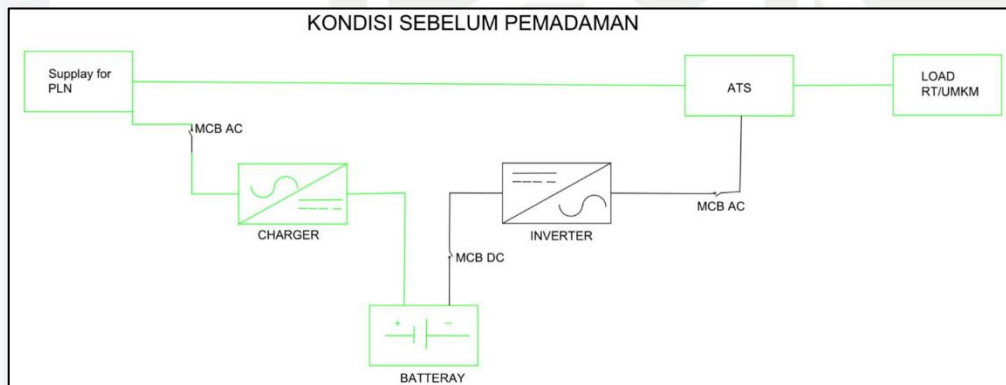 KONDISI SEBELUM PEMADAMAN
Supplay for
PLN
ATS
LOAD
RT/UMKM
MCB AC
MCB AC
CHARGER
INVERTER
MCB DC
+ −
BATTERAY